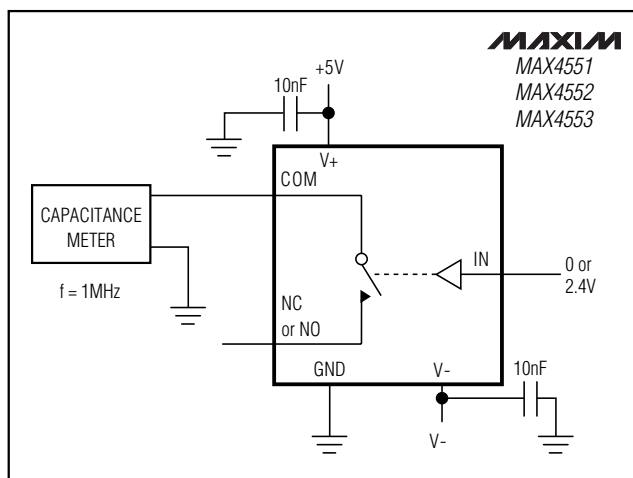 MAXIM
MAX4551
MAX4552
MAX4553
+5V
10nF
V+
COM
CAPACITANCE
METER
f = 1MHz
IN
0 or
2.4V
NC
or NO
GND
V-
10nF
V-